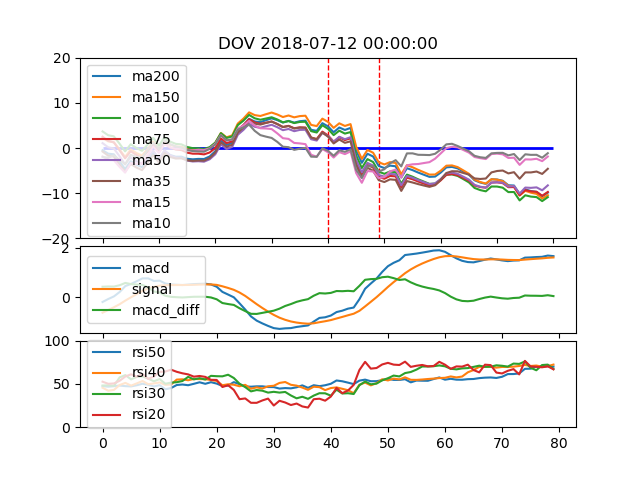 DOV 2018-07-12 00:00:00
20
10
0
−10
−20
ma200
ma150
ma100
ma75
ma50
ma35
ma15
ma10
2
0
macd
signal
macd_diff
100
50
0
rsi50
rsi40
rsi30
rsi20
0 10 20 30 40 50 60 70 80